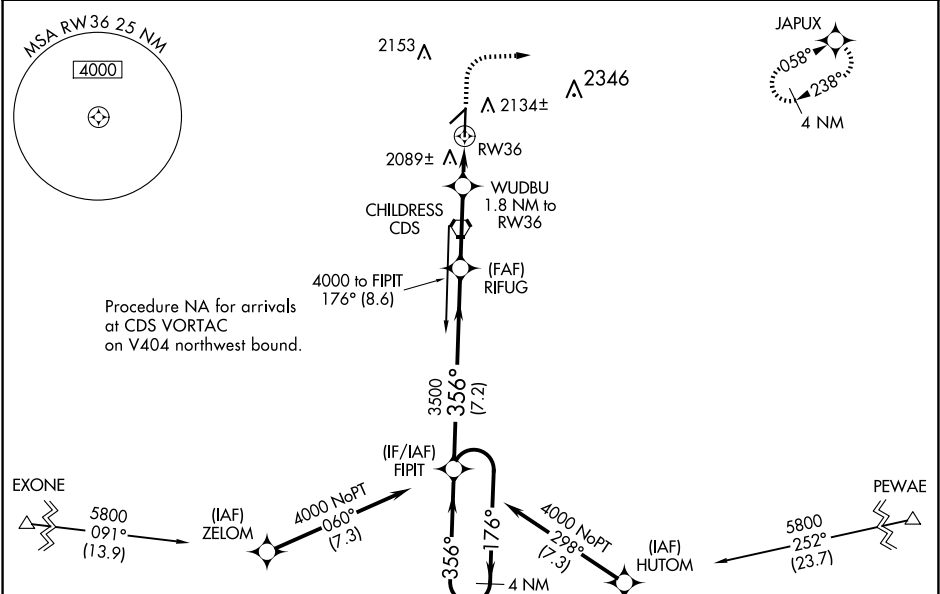 MSA RW36 25 NM
4000
2153
2346
2134±
RW36
2089±
WUDBU
1.8 NM to
RW36
JAPUX
058°
238°
4 NM
CHILDRESS
CDS
(FAF)
RIFUG
4000 to FIPIT
176° (8.6)
Procedure NA for arrivals
at CDS VORTAC
on V404 northwest bound.
3500
356°
(7.2)
(IF/IAF)
FIPIT
EXONE
5800
091°
(13.9)
(IAF)
ZELOM
4000 NoPT
060°
(7.3)
356°
176°
4 NM
4000 NoPT
298°
(7.3)
(IAF)
HUTOM
5800
252°
(23.7)
PEWAE